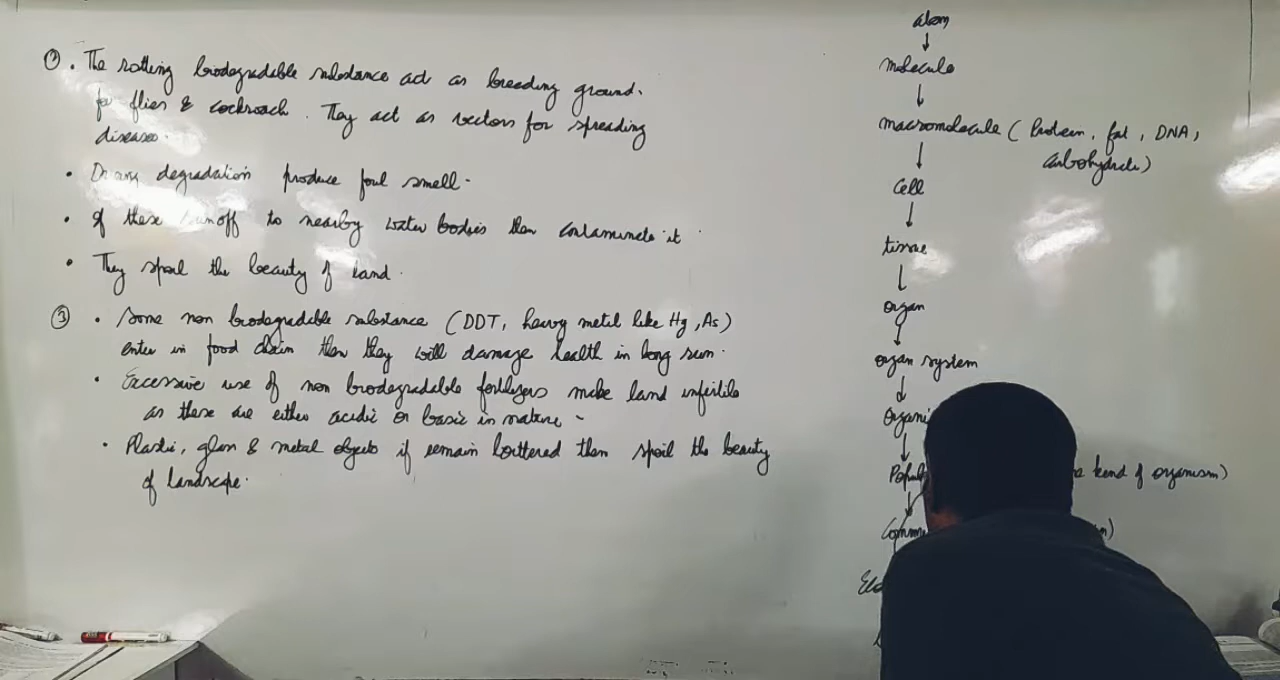 . The rotting biodegradible substance act as breeding ground.
for flies & cockroach. They act as vectors for spreading
diseases.
. degradation produce foul smell.
. If these runoff to nearby water bodies then contaminate it
. They spoil the beauty of land.
③ . Some non biodegradible substance (DDT, heavy metal like Hg, As)
enter in food chain then they will damage health in long run.
. Excessive use of non biodegradable fertilizers make land infertile
as these are either acidic or basic in nature.
. Plastic, glass & metal objects if remain then spoil the beauty
of landscape.
atom
molecule
macromolecule (Protein, fat, DNA,
carbohydrate)
Cell
tissue
organ
organ system
kind of organism)